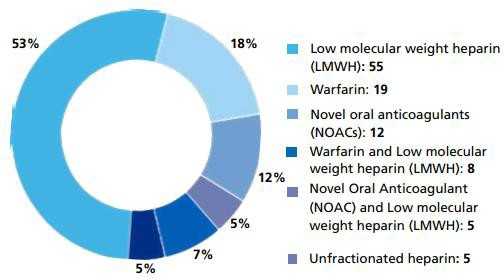 53%
18%
12%
5%
7%
5%
Low molecular weight heparin
(LMWH): 55
Warfarin: 19
Novel oral anticoagulants
(NOACs): 12
Warfarin and Low molecular
weight heparin (LMWH): 8
Novel Oral Anticoagulant
(NOAC) and Low molecular
weight heparin (LMWH): 5
Unfractionated heparin: 5